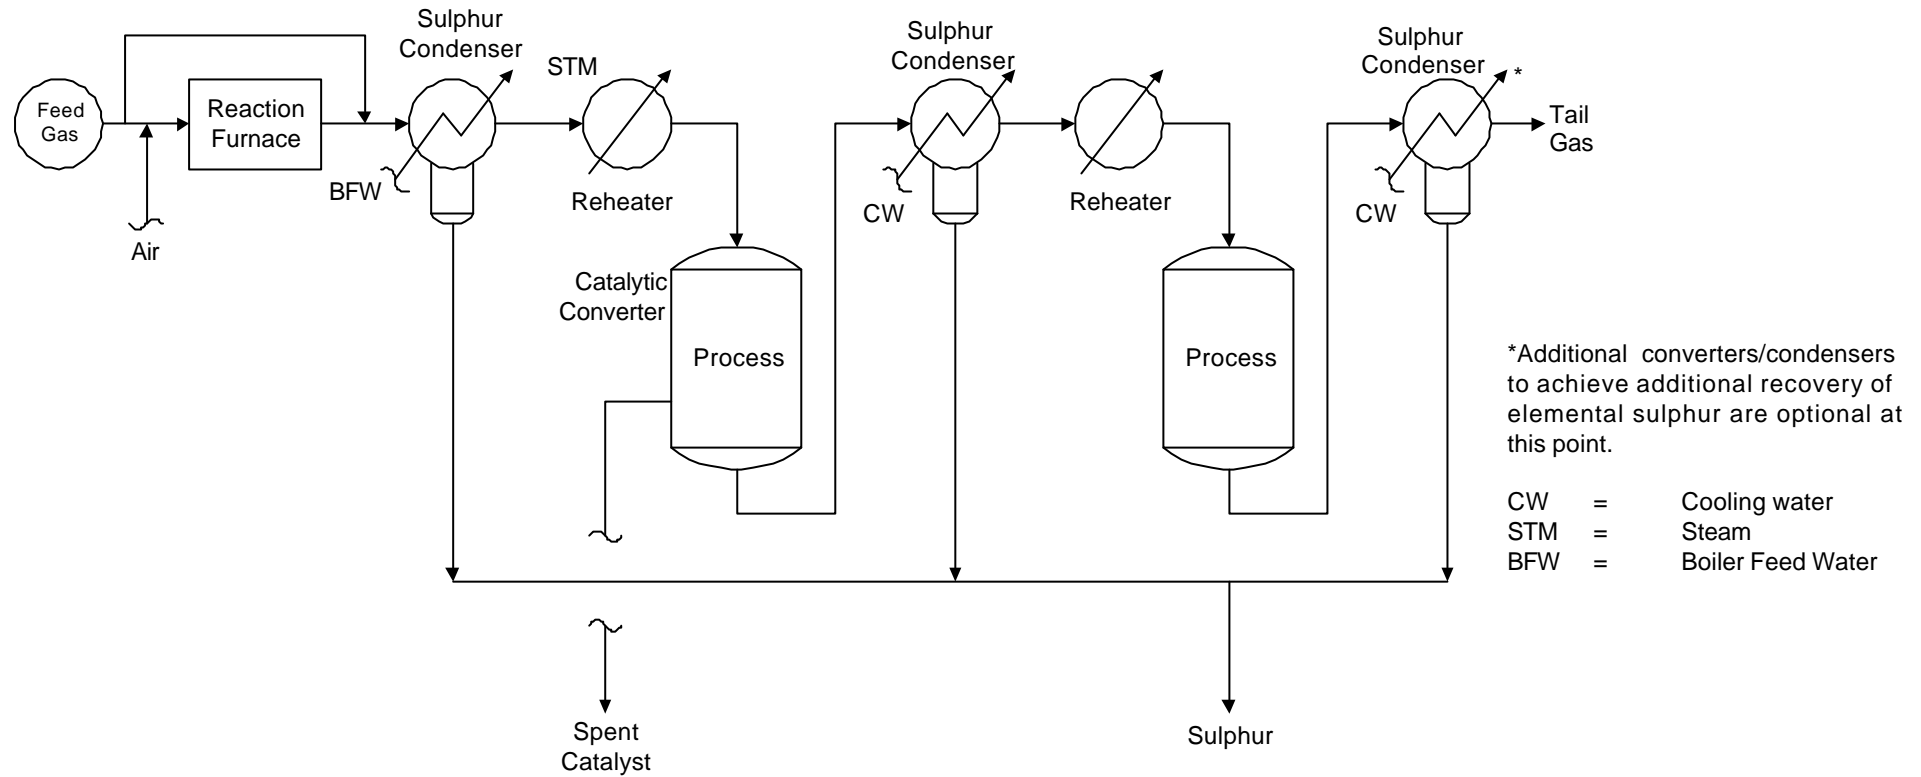 Sulphur
Condenser
STM
Sulphur
Condenser
Sulphur
Condenser
*
Feed
Gas
Reaction
Furnace
Tail
Gas
BFW
Reheater
CW
Reheater
CW
Air
Catalytic
Converter
Process
Process
*Additional converters/condensers
to achieve additional recovery of
elemental sulphur are optional at
this point.
CW = Cooling water
STM = Steam
BFW = Boiler Feed Water
Spent
Catalyst
Sulphur